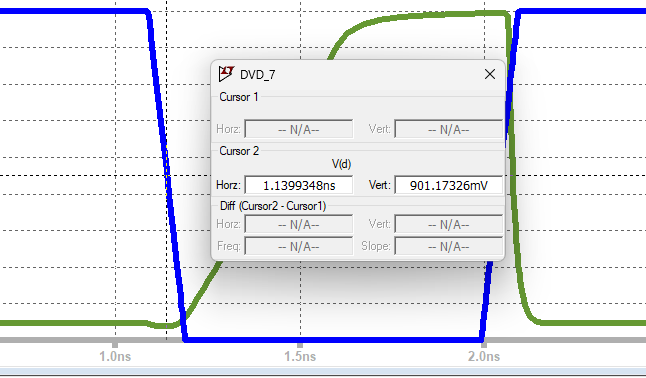 DVD_7
Cursor 1
Horz: -- N/A-- Vert: -- N/A--
Cursor 2
V(d)
Horz: 1.1399348ns Vert: 901.17326mV
Diff (Cursor2 - Cursor1)
Horz: -- N/A-- Vert: -- N/A--
Freq: -- N/A-- Slope: -- N/A--
1.0ns 1.5ns 2.0ns